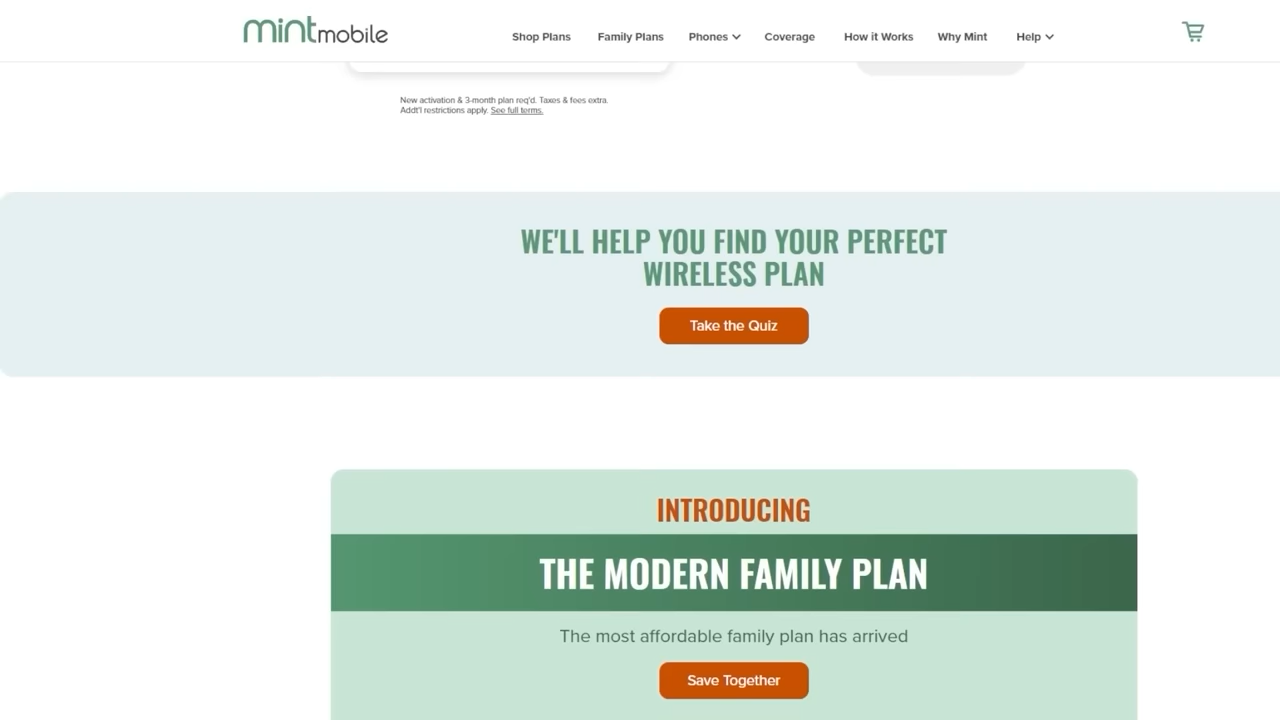 mintmobile
Shop Plans
Family Plans
Phones
Coverage
How it Works
Why Mint
Help
New activation & 3-month plan req'd. Taxes & fees extra.
Addt'l restrictions apply. See full terms.
WE'LL HELP YOU FIND YOUR PERFECT
WIRELESS PLAN
Take the Quiz
INTRODUCING
THE MODERN FAMILY PLAN
The most affordable family plan has arrived
Save Together